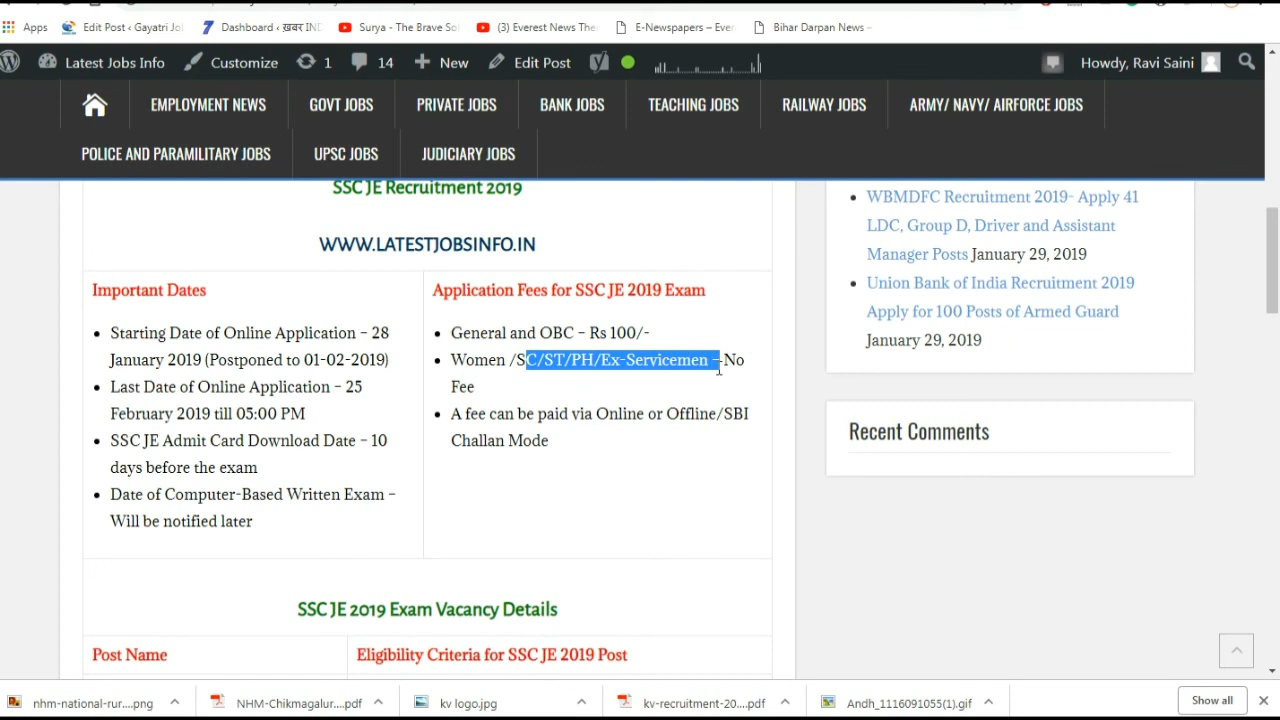 Apps
Edit Post ‹ Gayatri Jo
Dashboard ‹ ख़बर IND
Surya - The Brave So
(3) Everest News The
E-Newspapers – Ever
Bihar Darpan News –
Latest Jobs Info
Customize
1
14
New
Edit Post
Howdy, Ravi Saini
EMPLOYMENT NEWS
GOVT JOBS
PRIVATE JOBS
BANK JOBS
TEACHING JOBS
RAILWAY JOBS
ARMY/ NAVY/ AIRFORCE JOBS
POLICE AND PARAMILITARY JOBS
UPSC JOBS
JUDICIARY JOBS
SSC JE Recruitment 2019
WWW.LATESTJOBSINFO.IN
Important Dates
• Starting Date of Online Application – 28
January 2019 (Postponed to 01-02-2019)
• Last Date of Online Application – 25
February 2019 till 05:00 PM
• SSC JE Admit Card Download Date – 10
days before the exam
• Date of Computer-Based Written Exam –
Will be notified later
Application Fees for SSC JE 2019 Exam
• General and OBC – Rs 100/-
• Women /SC/ST/PH/Ex-Servicemen – No
Fee
• A fee can be paid via Online or Offline/SBI
Challan Mode
SSC JE 2019 Exam Vacancy Details
Post Name
Eligibility Criteria for SSC JE 2019 Post
• WBMDFC Recruitment 2019- Apply 41
LDC, Group D, Driver and Assistant
Manager Posts January 29, 2019
• Union Bank of India Recruitment 2019
Apply for 100 Posts of Armed Guard
January 29, 2019
Recent Comments
nhm-national-rur....png
NHM-Chikmagalur....pdf
kv logo.jpg
kv-recruitment-20....pdf
Andh_1116091055(1).gif
Show all